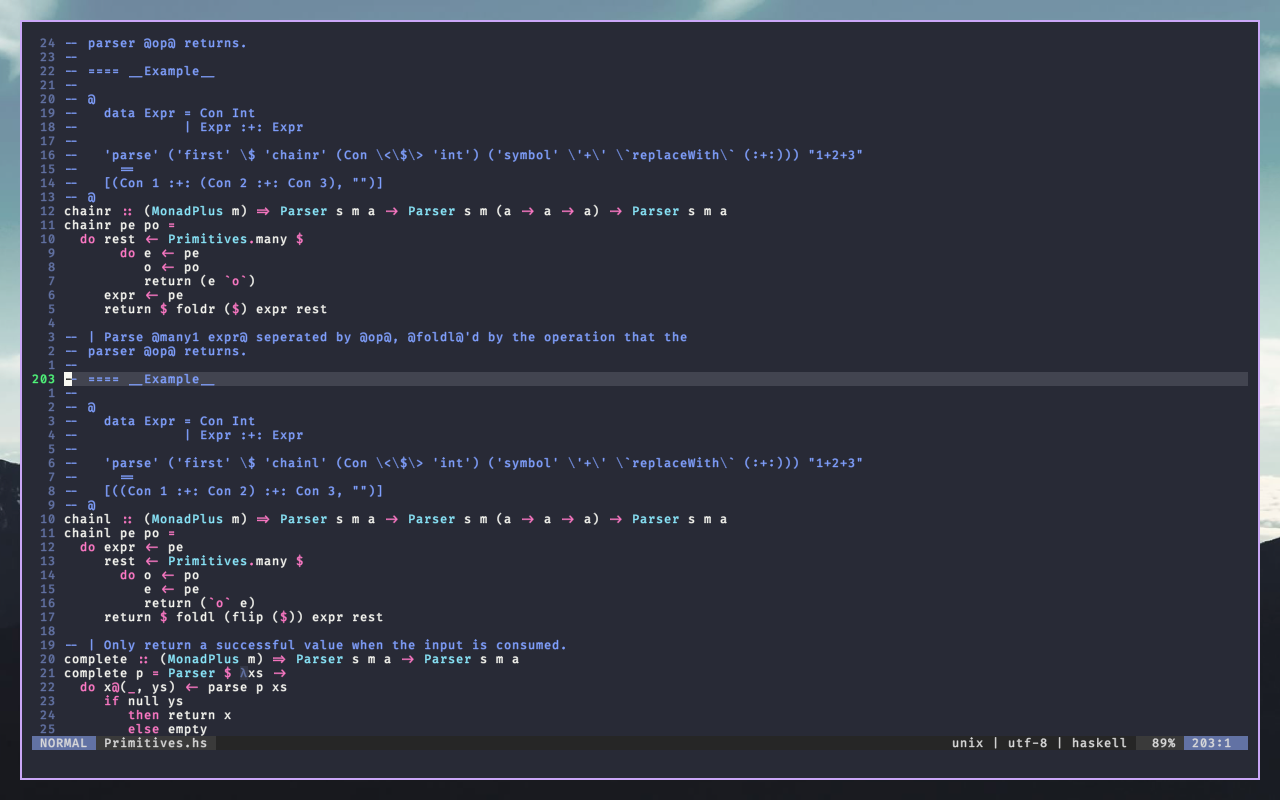 24 -- parser @op@ returns.
23 --
22 -- ==== __Example__
21 --
20 -- @
19 --   data Expr = Con Int
18 --             | Expr :+: Expr
17 --
16 --   'parse' ('first' \$ 'chainr' (Con \<\$\> 'int') ('symbol' \'+\' \`replaceWith\` (:+:))) "1+2+3"
15 --     ==
14 --   [(Con 1 :+: (Con 2 :+: Con 3), "")]
13 -- @
12 chainr :: (MonadPlus m) => Parser s m a -> Parser s m (a -> a -> a) -> Parser s m a
11 chainr pe po =
10   do rest <- Primitives.many $
9        do e <- pe
8           o <- po
7           return (e `o`)
6      expr <- pe
5      return $ foldr ($) expr rest
4
3 -- | Parse @many1 expr@ seperated by @op@, @foldl@'d by the operation that the
2 -- parser @op@ returns.
1 --
203 -- ==== __Example__
1 --
2 -- @
3 --   data Expr = Con Int
4 --             | Expr :+: Expr
5 --
6 --   'parse' ('first' \$ 'chainl' (Con \<\$\> 'int') ('symbol' \'+\' \`replaceWith\` (:+:))) "1+2+3"
7 --     ==
8 --   [((Con 1 :+: Con 2) :+: Con 3, "")]
9 -- @
10 chainl :: (MonadPlus m) => Parser s m a -> Parser s m (a -> a -> a) -> Parser s m a
11 chainl pe po =
12   do expr <- pe
13      rest <- Primitives.many $
14        do o <- po
15           e <- pe
16           return (`o` e)
17      return $ foldl (flip ($)) expr rest
18
19 -- | Only return a successful value when the input is consumed.
20 complete :: (MonadPlus m) => Parser s m a -> Parser s m a
21 complete p = Parser $ λxs ->
22   do x@(_, ys) <- parse p xs
23      if null ys
24         then return x
25         else empty
NORMAL Primitives.hs unix | utf-8 | haskell 89% 203:1